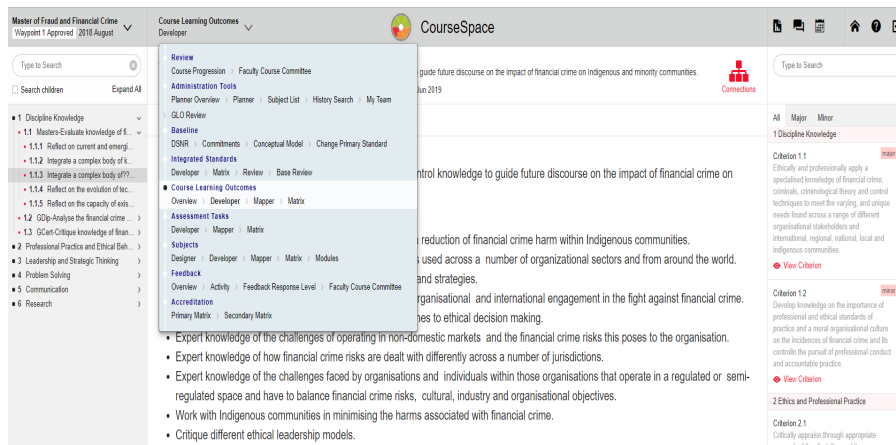 Master of Fraud and Financial Crime
Waypoint 1 Approved 2018 August
Course Learning Outcomes
Developer
CourseSpace
Type to Search
Search children Expand All
1 Discipline Knowledge
1.1 Masters-Evaluate knowledge of fi...
1.1.1 Reflect on current and emergi...
1.1.2 Integrate a complex body of k...
1.1.3 Integrate a complex body of??...
1.1.4 Reflect on the evolution of tec...
1.1.5 Reflect on the capacity of exis...
1.2 GDip-Analyse the financial crime ...
1.3 GCert-Critique knowledge of finan...
2 Professional Practice and Ethical Beh...
3 Leadership and Strategic Thinking
4 Problem Solving
5 Communication
6 Research
Review
Course Progression Faculty Course Committee
Administration Tools
Planner Overview Planner Subject List History Search My Team
GLO Review
Baseline
DSNR Commitments Conceptual Model Change Primary Standard
Integrated Standards
Developer Matrix Review Base Review
Course Learning Outcomes
Overview Developer Mapper Matrix
Assessment Tasks
Developer Mapper Matrix
Subjects
Designer Developer Mapper Matrix Modules
Feedback
Overview Activity Feedback Response Level Faculty Course Committee
Accreditation
Primary Matrix Secondary Matrix
guide future discourse on the impact of financial crime on Indigenous and minority communities.
Jun 2019
Connections
ntrol knowledge to guide future discourse on the impact of financial crime on
reduction of financial crime harm within Indigenous communities.
s used across a number of organizational sectors and from around the world.
and strategies.
rganisational and international engagement in the fight against financial crime.
hes to ethical decision making.
• Expert knowledge of the challenges of operating in non-domestic markets and the financial crime risks this poses to the organisation.
• Expert knowledge of how financial crime risks are dealt with differently across a number of jurisdictions.
• Expert knowledge of the challenges faced by organisations and individuals within those organisations that operate in a regulated or semi-
regulated space and have to balance financial crime risks, cultural, industry and organisational objectives.
• Work with Indigenous communities in minimising the harms associated with financial crime.
• Critique different ethical leadership models.
Type to Search
All Major Minor
1 Discipline Knowledge
Criterion 1.1 major
Ethically and professionally apply a
specialised knowledge of financial crime,
criminals, criminological theory and control
techniques to meet the varying, and unique
needs found across a range of different
organisational stakeholders and
international, regional, national, local and
Indigenous communities.
View Criterion
Criterion 1.2 minor
Develop knowledge on the importance of
professional and ethical standards of
practice and a moral organisational culture
on the incidences of financial crime and its
controlin the pursuit of professional conduct
and accountable practice.
View Criterion
2 Ethics and Professional Practice
Criterion 2.1
Critically appraise through appropriate